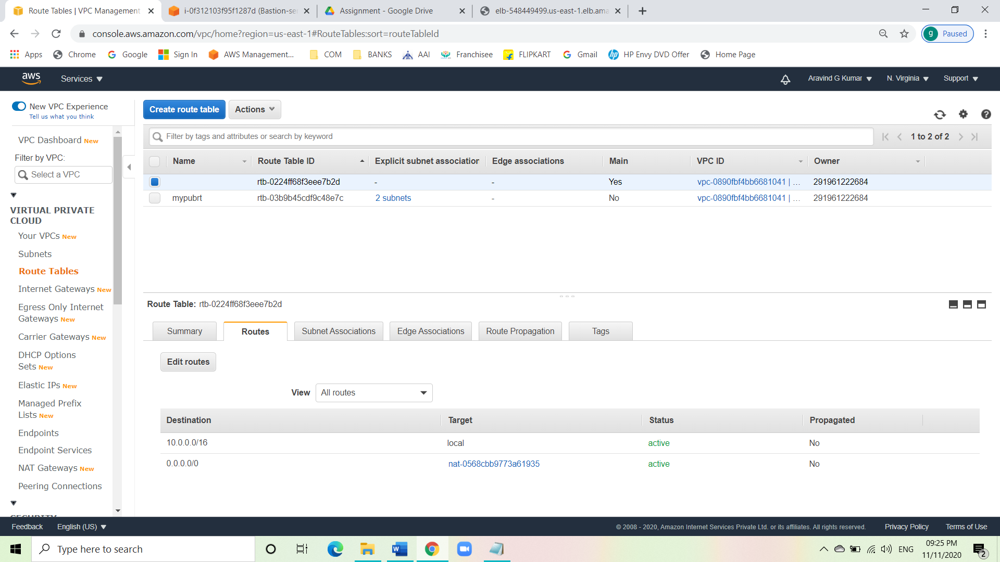 Route Tables | VPC Management
i-0f312103f95f1287d (Bastion-se
Assignment - Google Drive
elb-548449499.us-east-1.elb.ama
console.aws.amazon.com/vpc/home?region=us-east-1#RouteTables:sort=routeTableId
g Paused
Apps Chrome Google Sign In AWS Management... COM BANKS AAI Franchisee FLIPKART Gmail HP Envy DVD Offer Home Page
aws Services Aravind G Kumar N. Virginia Support
New VPC Experience
Tell us what you think
VPC Dashboard New
Filter by VPC:
Select a VPC
VIRTUAL PRIVATE
CLOUD
Your VPCs New
Subnets
Route Tables
Internet Gateways New
Egress Only Internet
Gateways New
Carrier Gateways New
DHCP Options
Sets New
Elastic IPs New
Managed Prefix
Lists New
Endpoints
Endpoint Services
NAT Gateways New
Peering Connections
SECURITY
Create route table Actions
Filter by tags and attributes or search by keyword
1 to 2 of 2
Name Route Table ID Explicit subnet association Edge associations Main VPC ID Owner
rtb-0224ff68f3eee7b2d - - Yes vpc-0890fbf4bb6681041 | ... 291961222684
mypubrt rtb-03b9b45cdf9c48e7c 2 subnets - No vpc-0890fbf4bb6681041 | ... 291961222684
Route Table: rtb-0224ff68f3eee7b2d
Summary Routes Subnet Associations Edge Associations Route Propagation Tags
Edit routes
View All routes
Destination Target Status Propagated
10.0.0.0/16 local active No
0.0.0.0/0 nat-0568cbb9773a61935 active No
Feedback English (US) © 2008 - 2020, Amazon Internet Services Private Ltd. or its affiliates. All rights reserved. Privacy Policy Terms of Use
Type here to search
ENG
09:25 PM
11/11/2020
2